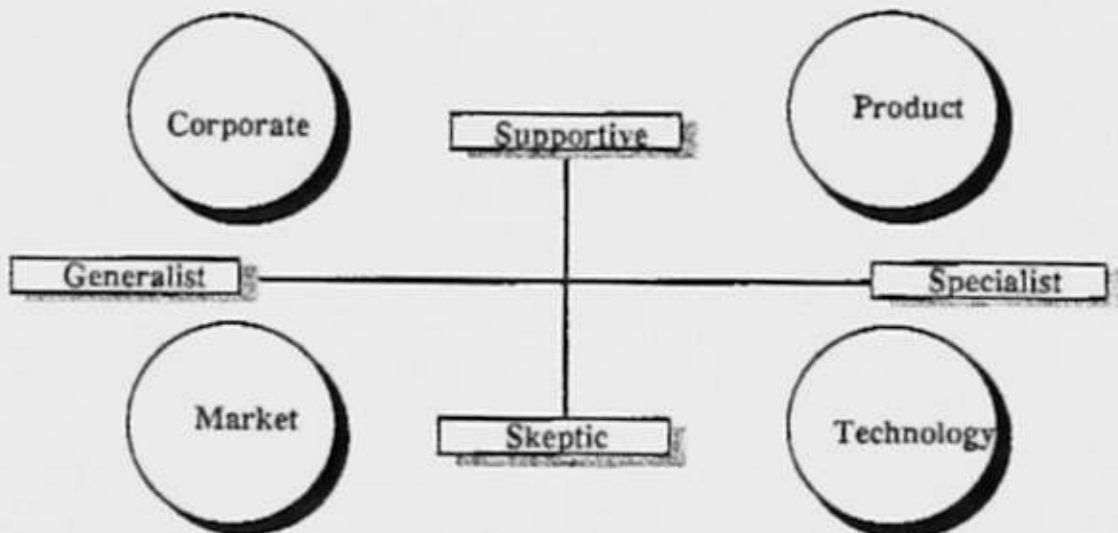 Corporate
Supportive
Product
Generalist
Specialist
Market
Skeptic
Technology